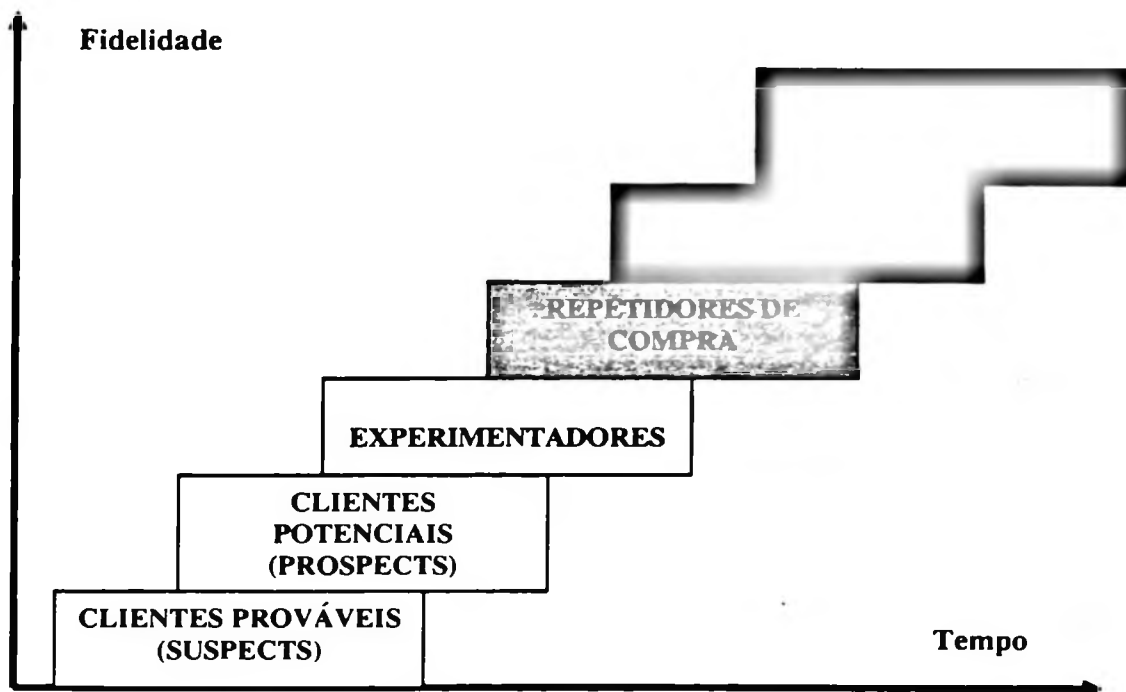 Fidelidade
REPETIDORES DE
COMPRA
EXPERIMENTADORES
CLIENTES
POTENCIAIS
(PROSPECTS)
CLIENTES PROVÁVEIS
(SUSPECTS)
Tempo